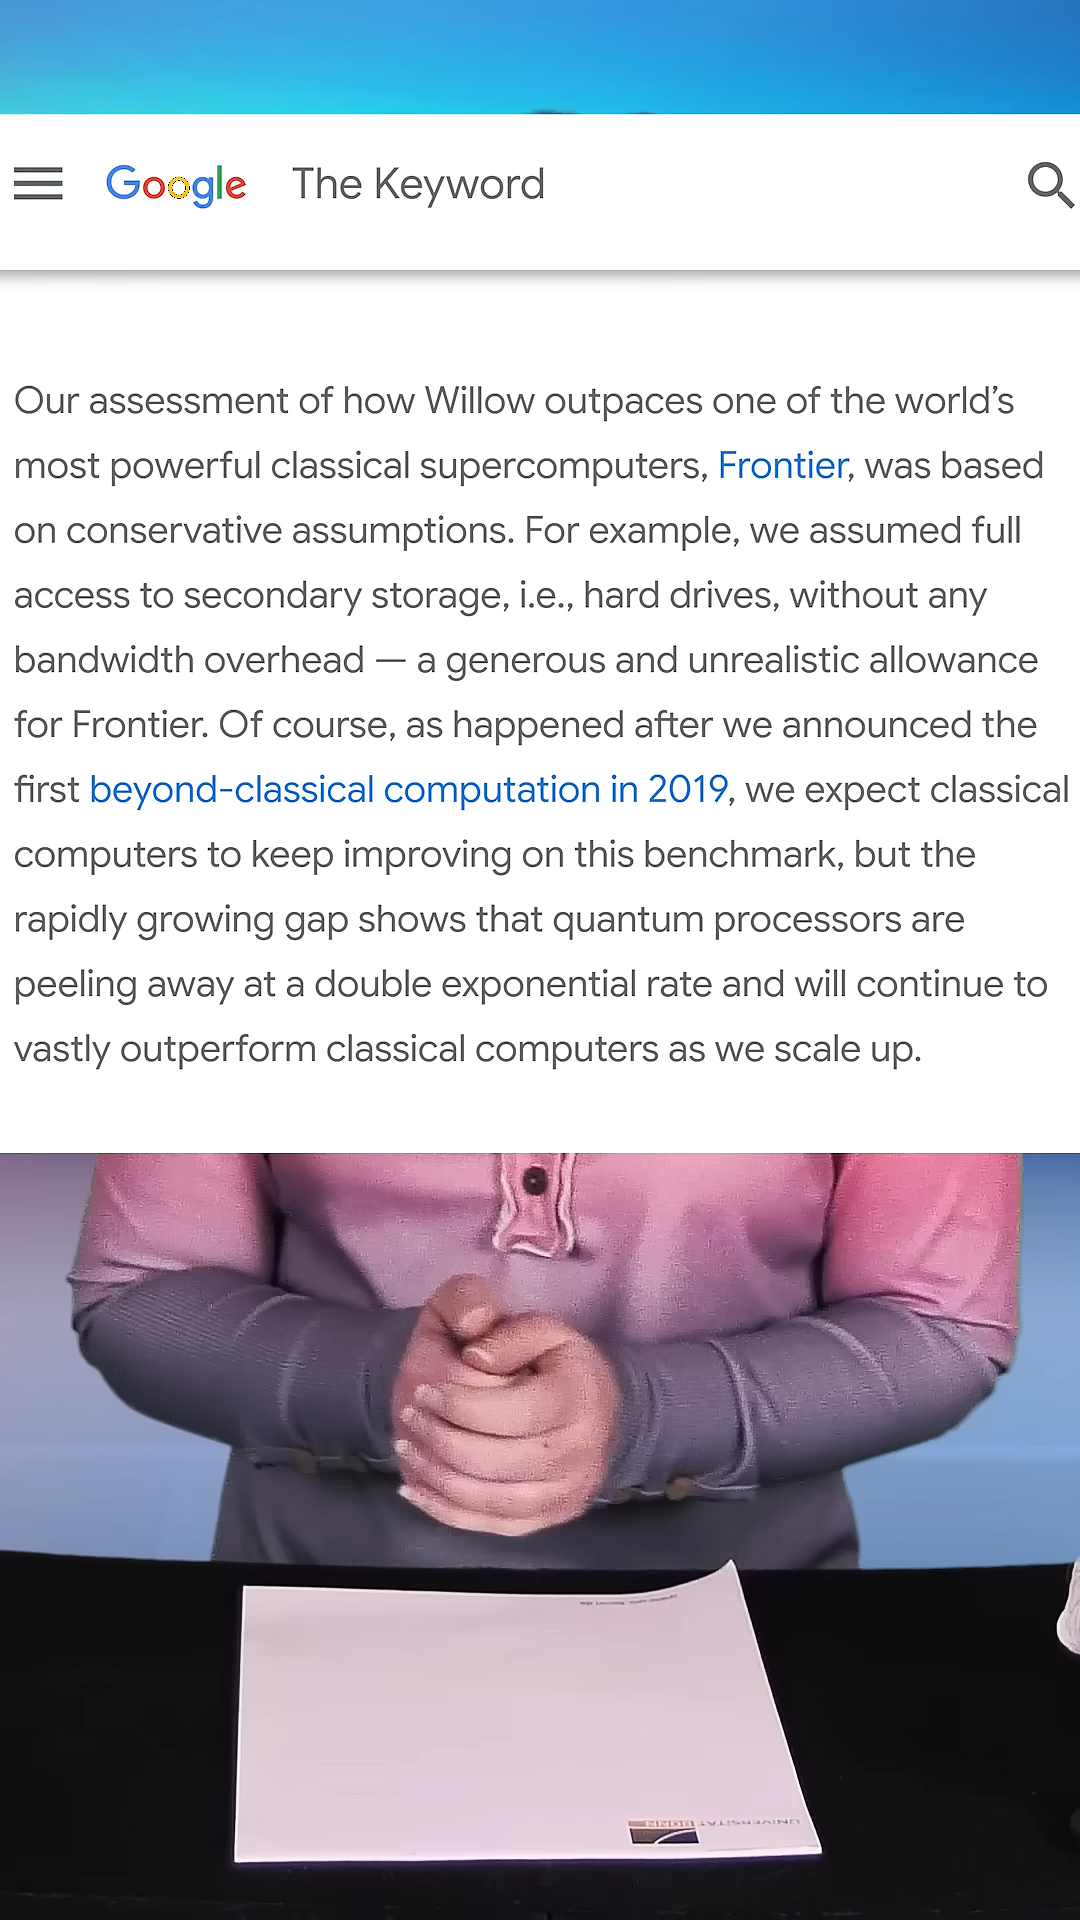 Google The Keyword
Our assessment of how Willow outpaces one of the world’s
most powerful classical supercomputers, Frontier, was based
on conservative assumptions. For example, we assumed full
access to secondary storage, i.e., hard drives, without any
bandwidth overhead — a generous and unrealistic allowance
for Frontier. Of course, as happened after we announced the
first beyond-classical computation in 2019, we expect classical
computers to keep improving on this benchmark, but the
rapidly growing gap shows that quantum processors are
peeling away at a double exponential rate and will continue to
vastly outperform classical computers as we scale up.
UNIVERSITÄT BONN